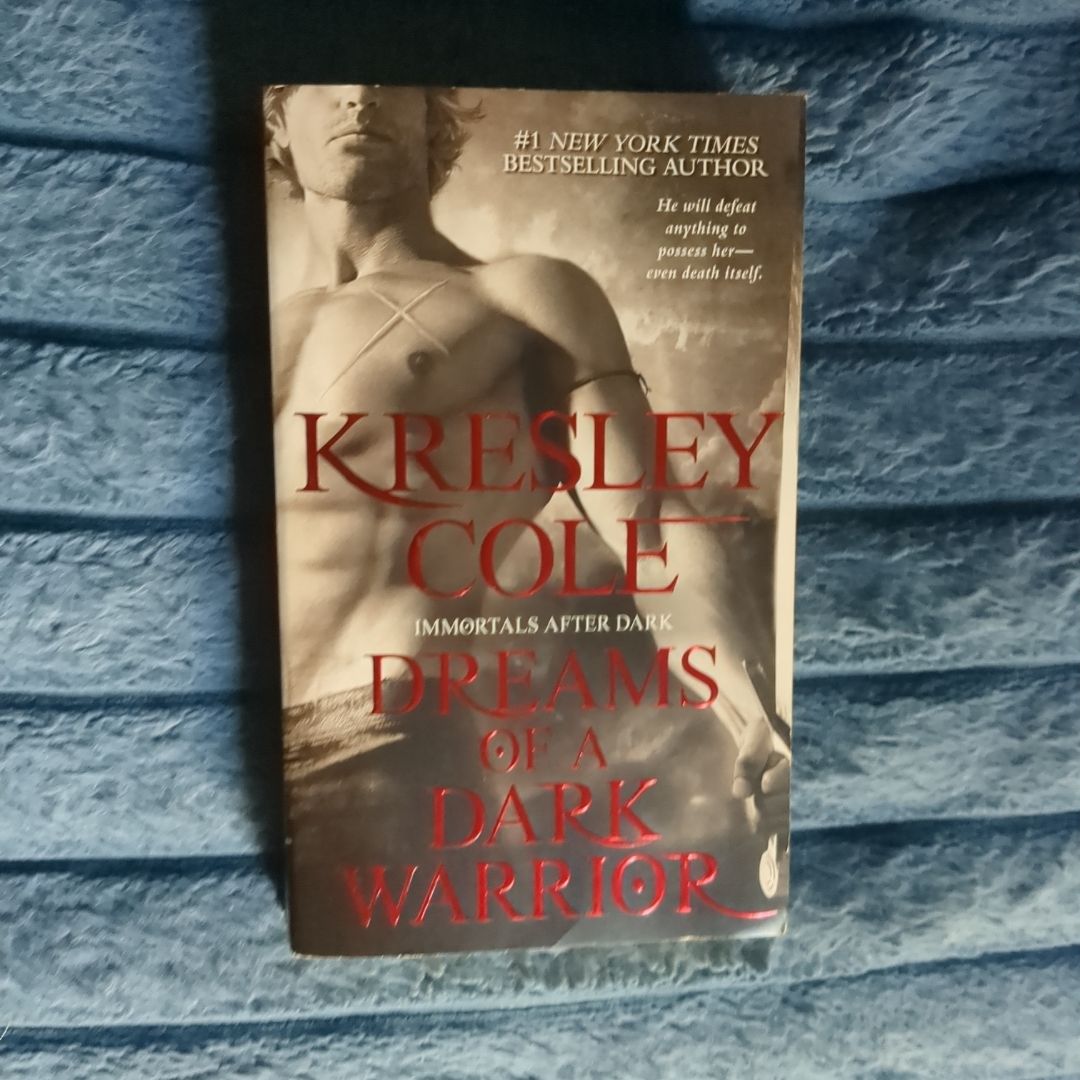 #1 NEW YORK TIMES
BESTSELLING AUTHOR
He will defeat
anything to
possess her—
even death itself.
KRESLEY
COLE
IMMORTALS AFTER DARK
DREAMS
OF A
DARK
WARRIOR